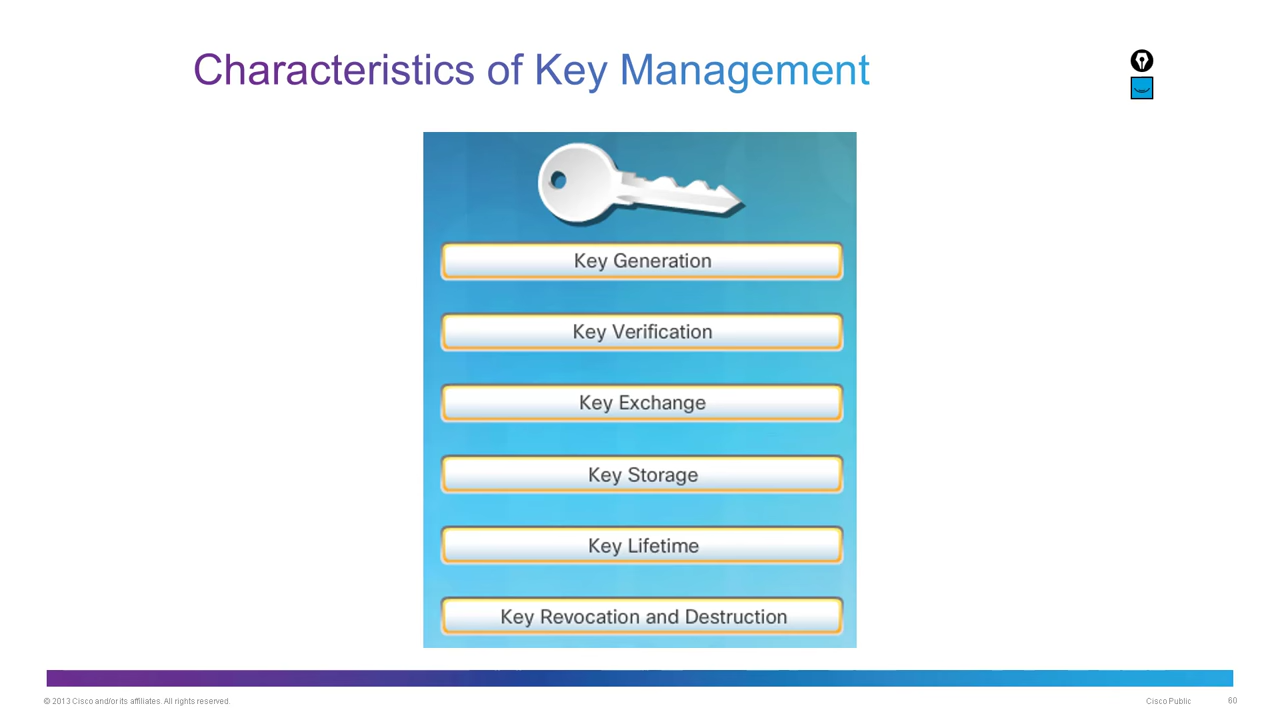 Characteristics of Key Management
Key Generation
Key Verification
Key Exchange
Key Storage
Key Lifetime
Key Revocation and Destruction
© 2013 Cisco and/or its affiliates. All rights reserved.
Cisco Public
60